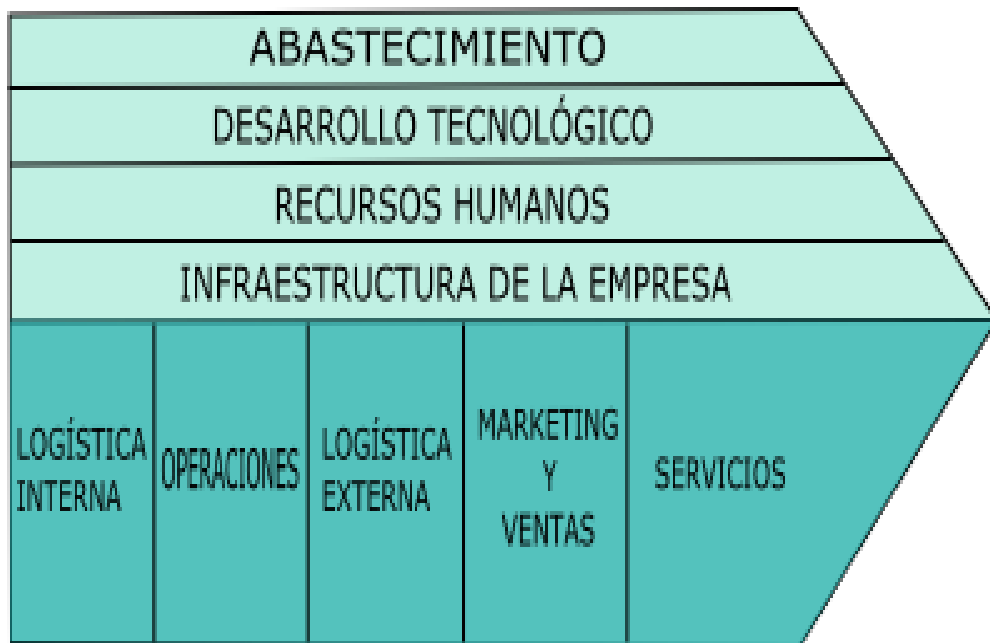 ABASTECIMIENTO
DESARROLLO TECNOLÓGICO
RECURSOS HUMANOS
INFRAESTRUCTURA DE LA EMPRESA
LOGÍSTICA
INTERNA
OPERACIONES
LOGÍSTICA
EXTERNA
MARKETING
Y
VENTAS
SERVICIOS